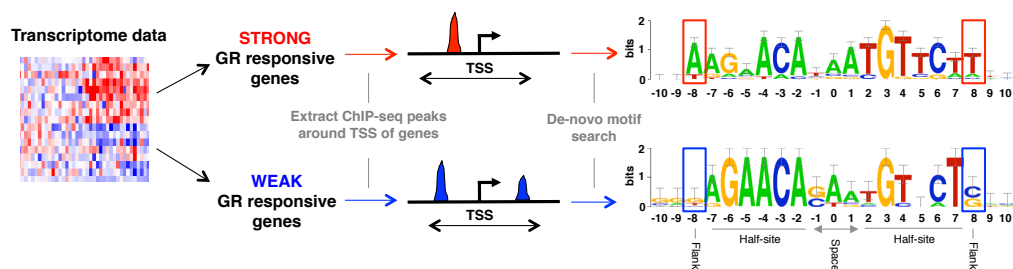 Transcriptome data
STRONG
GR responsive
genes
TSS
bits
2
1
0
-10 -9 -8 -7 -6 -5 -4 -3 -2 -1 0 1 2 3 4 5 6 7 8 9 10
Extract ChIP-seq peaks
around TSS of genes
De-novo motif
search
WEAK
GR responsive
genes
TSS
bits
2
1
0
-10 -9 -8 -7 -6 -5 -4 -3 -2 -1 0 1 2 3 4 5 6 7 8 9 10
Flank
Half-site
Space
Half-site
Flank